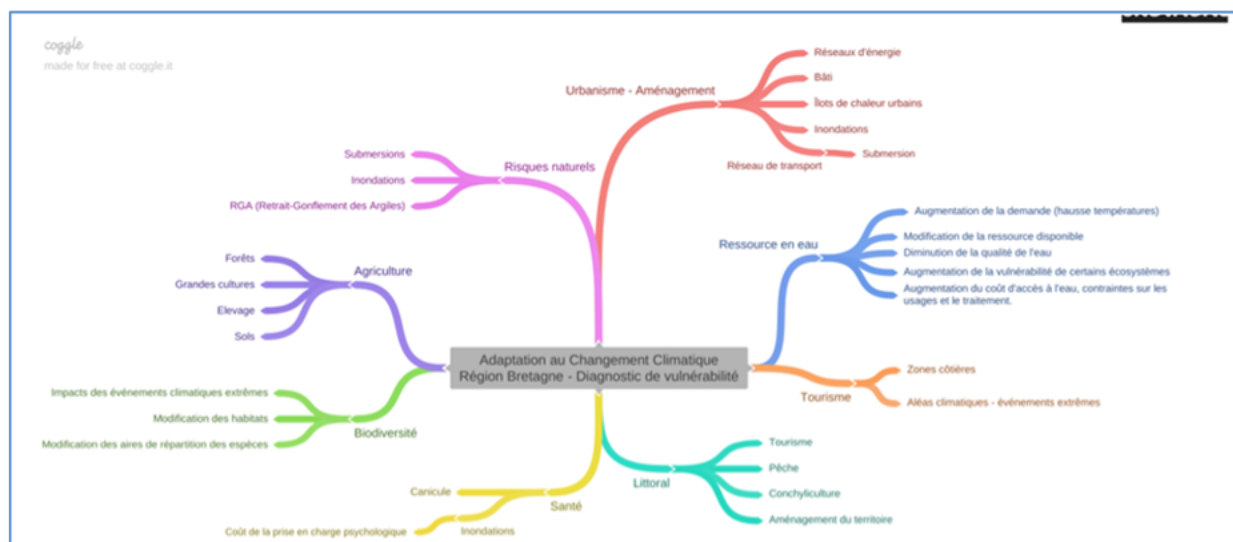 coggle
made for free at coggle.it
Urbanisme - Aménagement
Réseaux d'énergie
Bâti
Îlots de chaleur urbains
Inondations
Réseau de transport
Submersion
Risques naturels
Submersions
Inondations
RGA (Retrait-Gonflement des Argiles)
Ressource en eau
Augmentation de la demande (hausse températures)
Modification de la ressource disponible
Diminution de la qualité de l'eau
Augmentation de la vulnérabilité de certains écosystèmes
Augmentation du coût d'accès à l'eau, contraintes sur les
usages et le traitement.
Agriculture
Forêts
Grandes cultures
Elevage
Sols
Adaptation au Changement Climatique
Région Bretagne - Diagnostic de vulnérabilité
Tourisme
Zones côtières
Aléas climatiques - événements extrêmes
Biodiversité
Impacts des événements climatiques extrêmes
Modification des habitats
Modification des aires de répartition des espèces
Littoral
Tourisme
Pêche
Conchyliculture
Aménagement du territoire
Santé
Canicule
Inondations
Coût de la prise en charge psychologique